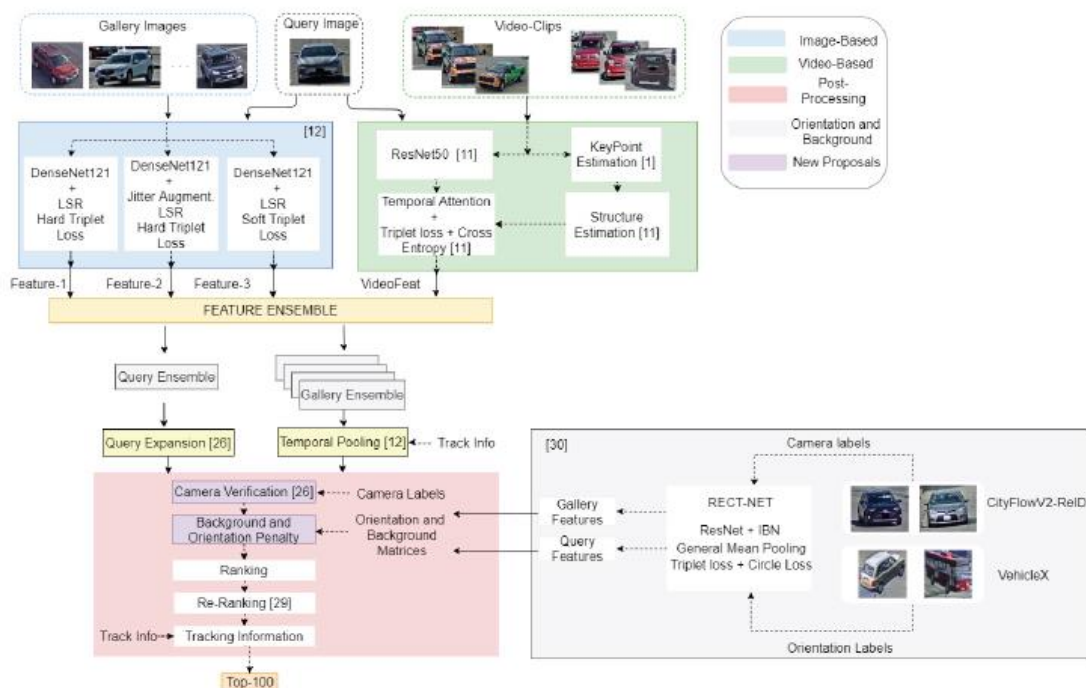 Gallery Images
Query Image
Video-Clips
Image-Based
Video-Based
Post-
Processing
Orientation and
Background
New Proposals
[12]
DenseNet121
+
LSR
Hard Triplet
Loss
DenseNet121
+
Jitter Augment.
LSR
Hard Triplet
Loss
DenseNet121
+
LSR
Soft Triplet
Loss
ResNet50 [11]
KeyPoint
Estimation [1]
Temporal Attention
+
Triplet loss + Cross
Entropy [11]
Structure
Estimation [11]
Feature-1
Feature-2
Feature-3
VideoFeat
FEATURE ENSEMBLE
Query Ensemble
Gallery Ensemble
Query Expansion [26]
Temporal Pooling [12]
Track Info
Camera Verification [26]
Camera Labels
Background and
Orientation Penalty
Orientation and
Background
Matrices
Ranking
Re-Ranking [29]
Track Info
Tracking Information
Top-100
[30]
Camera labels
Gallery
Features
Query
Features
RECT-NET
ResNet + IBN
General Mean Pooling
Triplet loss + Circle Loss
CityFlowV2-ReID
VehicleX
Orientation Labels